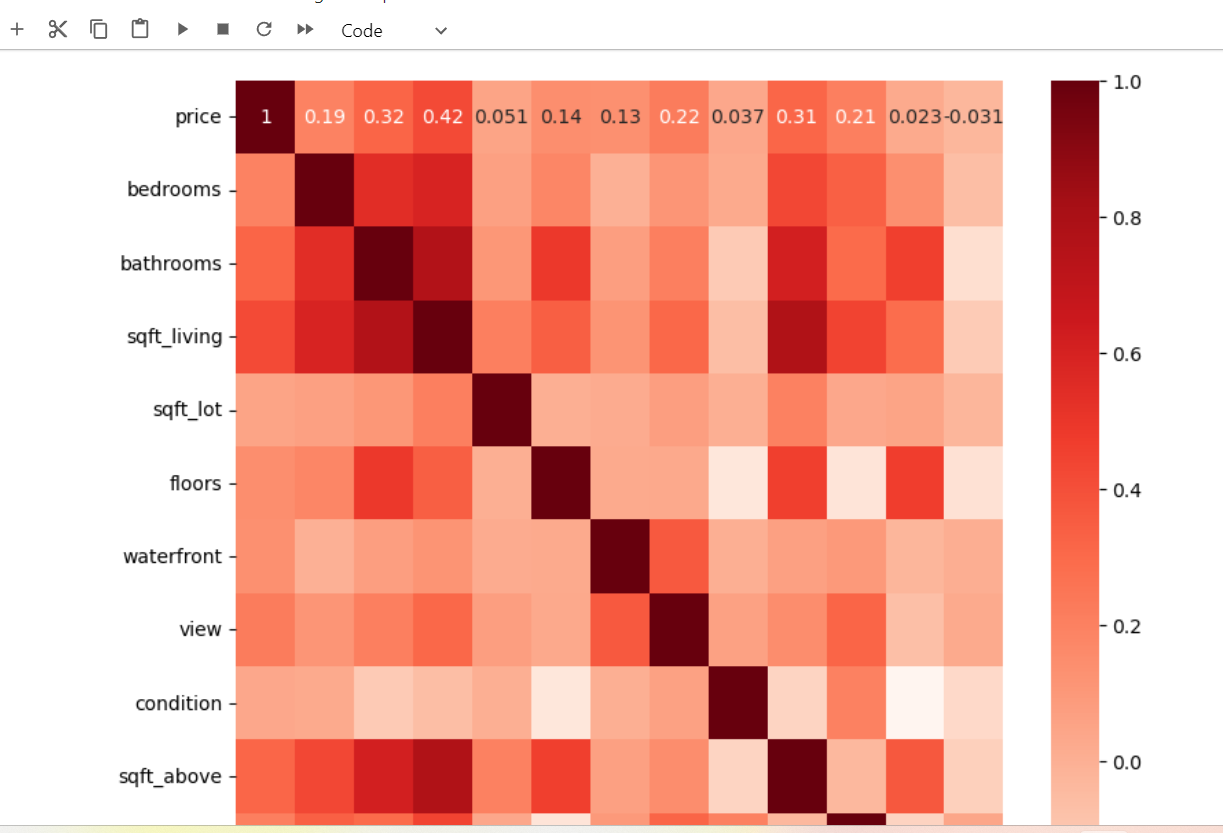 Code
price 1 0.19 0.32 0.42 0.051 0.14 0.13 0.22 0.037 0.31 0.21 0.023 -0.031 1.0
bedrooms
0.8
bathrooms
sqft_living
0.6
sqft_lot
floors
0.4
waterfront
view
0.2
condition
sqft_above
0.0